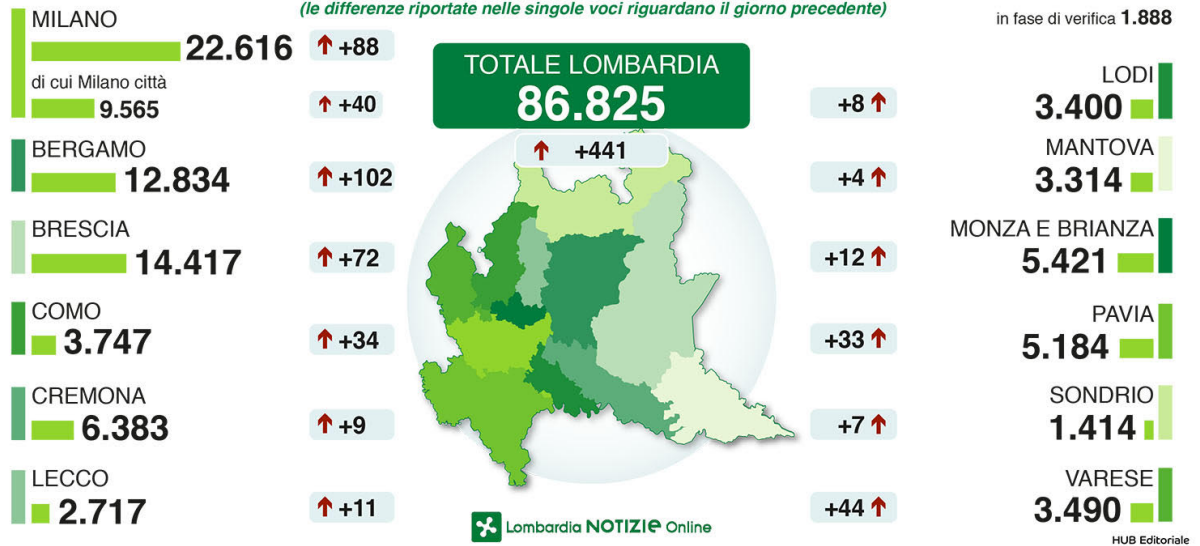 (le differenze riportate nelle singole voci riguardano il giorno precedente)
in fase di verifica 1.888
MILANO
22.616 +88
di cui Milano città
9.565 +40
BERGAMO
12.834 +102
BRESCIA
14.417 +72
COMO
3.747 +34
CREMONA
6.383 +9
LECCO
2.717 +11
TOTALE LOMBARDIA
86.825
+441
LODI
+8 3.400
MANTOVA
+4 3.314
MONZA E BRIANZA
+12 5.421
PAVIA
+33 5.184
SONDRIO
+7 1.414
VARESE
+44 3.490
Lombardia NOTIZIE Online
HUB Editoriale